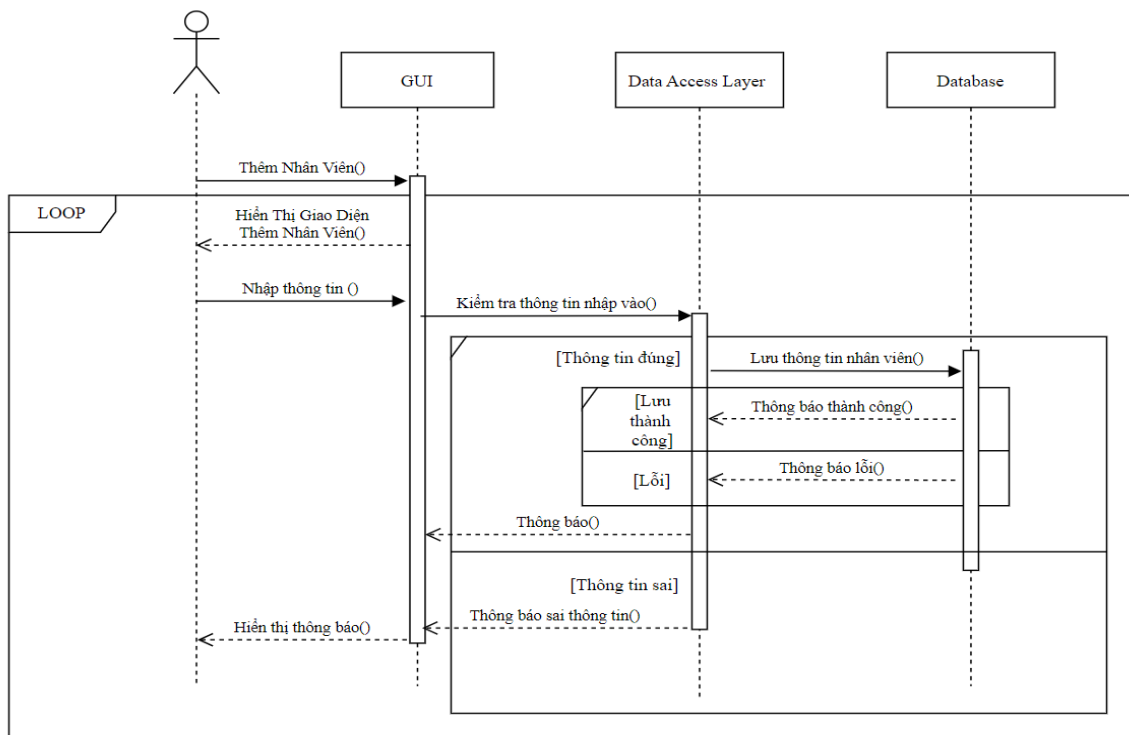 GUI
Data Access Layer
Database
Thêm Nhân Viên()
LOOP
Hiển Thị Giao Diện
Thêm Nhân Viên()
Nhập thông tin ()
Kiểm tra thông tin nhập vào()
[Thông tin đúng]
Lưu thông tin nhân viên()
[Lưu
thành
công]
Thông báo thành công()
[Lỗi]
Thông báo lỗi()
Thông báo()
[Thông tin sai]
Thông báo sai thông tin()
Hiển thị thông báo()